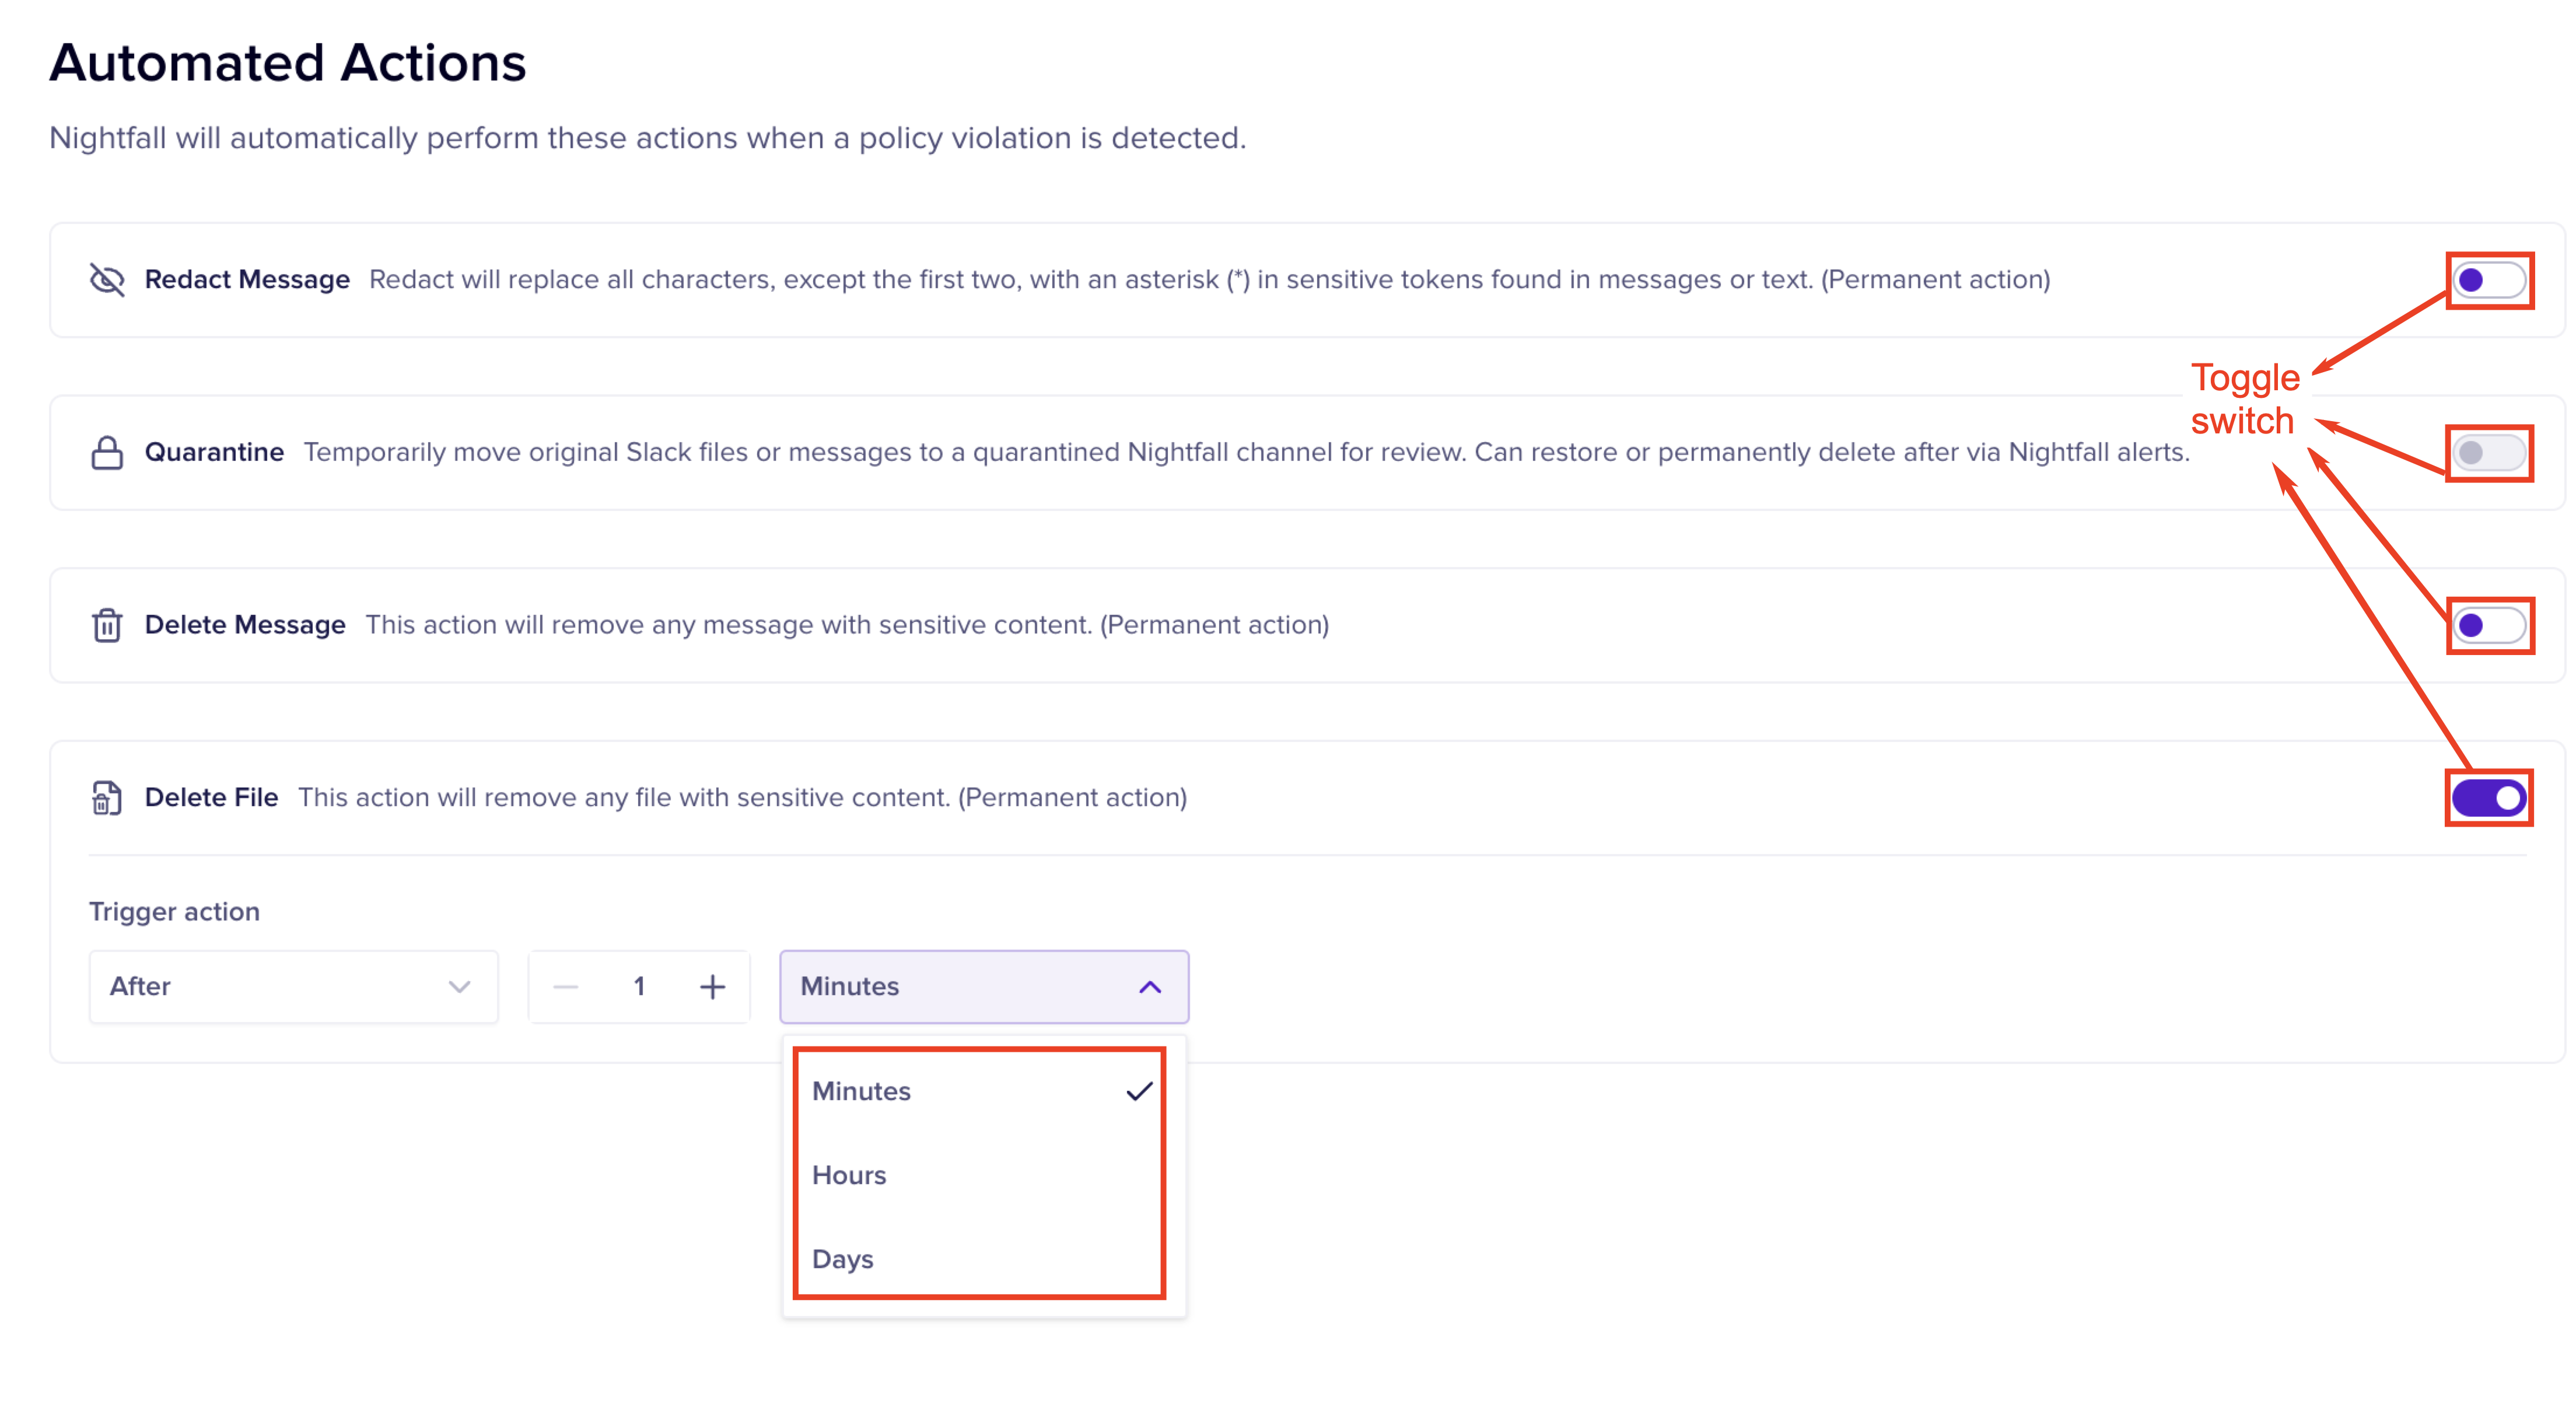 Automated Actions
Nightfall will automatically perform these actions when a policy violation is detected.
Redact Message Redact will replace all characters, except the first two, with an asterisk (*) in sensitive tokens found in messages or text. (Permanent action)
Toggle
switch
Quarantine Temporarily move original Slack files or messages to a quarantined Nightfall channel for review. Can restore or permanently delete after via Nightfall alerts.
Delete Message This action will remove any message with sensitive content. (Permanent action)
Delete File This action will remove any file with sensitive content. (Permanent action)
Trigger action
After 1 Minutes
Minutes
Hours
Days